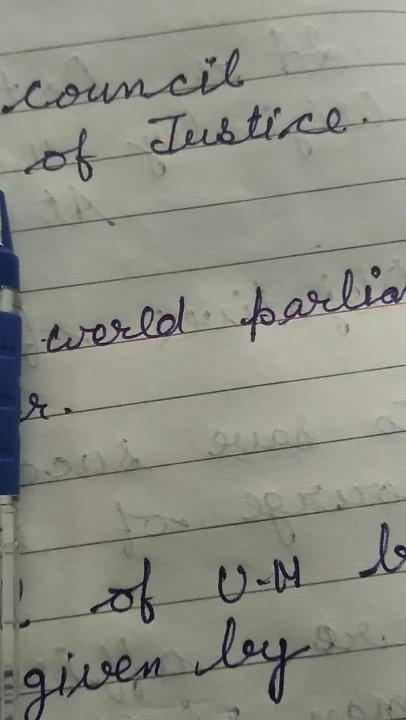 council
of Justice.
world parlia
r.
of U.N b
given by